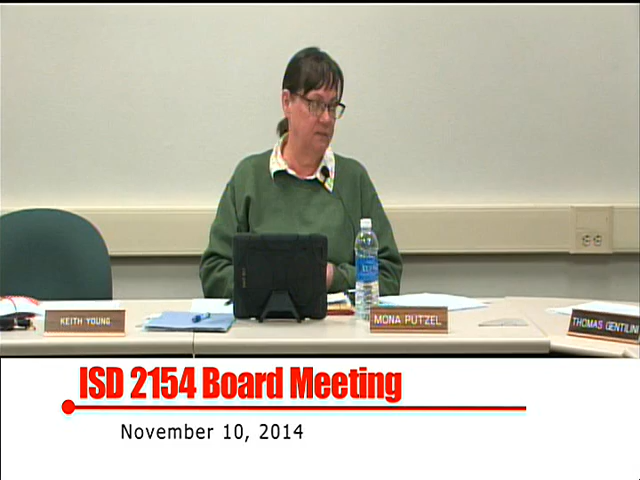 KEITH YOUNG
MONA PUTZEL
THOMAS GENTILINI
ISD 2154 Board Meeting
November 10, 2014